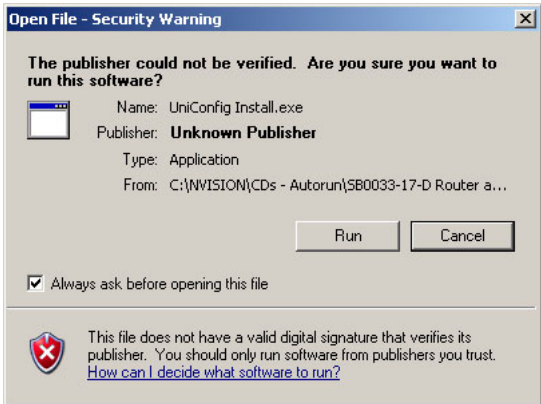 Open File - Security Warning
The publisher could not be verified. Are you sure you want to
run this software?
Name: UniConfig Install.exe
Publisher: Unknown Publisher
Type: Application
From: C:\NVISION\CDs - Autorun\SB0033-17-D Router a...
Run Cancel
Always ask before opening this file
This file does not have a valid digital signature that verifies its
publisher. You should only run software from publishers you trust.
How can I decide what software to run?